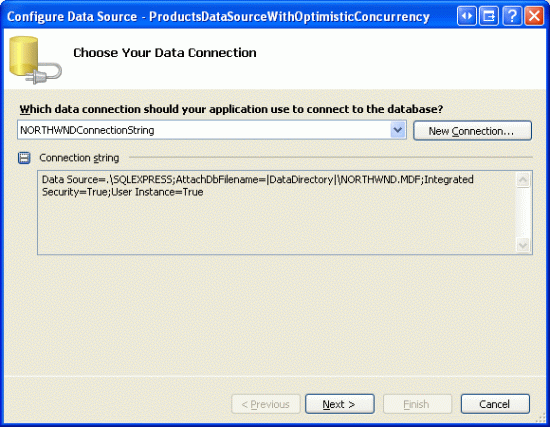 Configure Data Source - ProductsDataSourceWithOptimisticConcurrency
Choose Your Data Connection
Which data connection should your application use to connect to the database?
NORTHWNDConnectionString
New Connection...
Connection string
Data Source=.\SQLEXPRESS;AttachDbFilename=|DataDirectory|\NORTHWND.MDF;Integrated
Security=True;User Instance=True
< Previous
Next >
Finish
Cancel